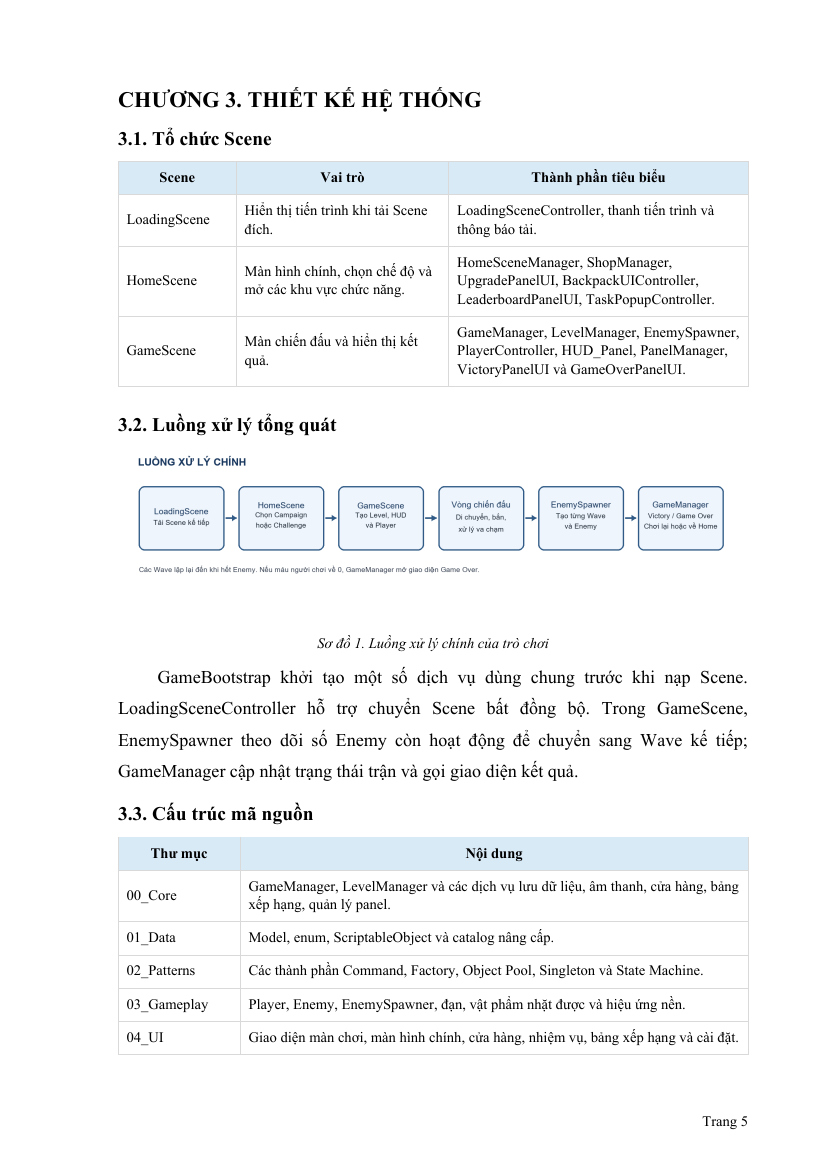 CHƯƠNG 3. THIẾT KẾ HỆ THỐNG
3.1. Tổ chức Scene
Scene Vai trò Thành phần tiêu biểu
LoadingScene
Hiển thị tiến trình khi tải Scene
đích.
LoadingSceneController, thanh tiến trình và
thông báo tải.
HomeScene
Màn hình chính, chọn chế độ và
mở các khu vực chức năng.
HomeSceneManager, ShopManager,
UpgradePanelUI, BackpackUIController,
LeaderboardPanelUI, TaskPopupController.
GameScene
Màn chiến đấu và hiển thị kết
quả.
GameManager, LevelManager, EnemySpawner,
PlayerController, HUD_Panel, PanelManager,
VictoryPanelUI và GameOverPanelUI.
3.2. Luồng xử lý tổng quát
LUỒNG XỬ LÝ CHÍNH
LoadingScene
Tải Scene kế tiếp
HomeScene
Chọn Campaign
hoặc Challenge
GameScene
Tạo Level, HUD
và Player
Vòng chiến đấu
Di chuyển, bắn,
xử lý va chạm
EnemySpawner
Tạo từng Wave
và Enemy
GameManager
Victory / Game Over
Chơi lại hoặc về Home
Các Wave lặp lại đến khi hết Enemy. Nếu máu người chơi về 0, GameManager mở giao diện Game Over.
Sơ đồ 1. Luồng xử lý chính của trò chơi
GameBootstrap khởi tạo một số dịch vụ dùng chung trước khi nạp Scene.
LoadingSceneController hỗ trợ chuyển Scene bất đồng bộ. Trong GameScene,
EnemySpawner theo dõi số Enemy còn hoạt động để chuyển sang Wave kế tiếp;
GameManager cập nhật trạng thái trận và gọi giao diện kết quả.
3.3. Cấu trúc mã nguồn
Thư mục Nội dung
00_Core
GameManager, LevelManager và các dịch vụ lưu dữ liệu, âm thanh, cửa hàng, bảng
xếp hạng, quản lý panel.
01_Data Model, enum, ScriptableObject và catalog nâng cấp.
02_Patterns Các thành phần Command, Factory, Object Pool, Singleton và State Machine.
03_Gameplay Player, Enemy, EnemySpawner, đạn, vật phẩm nhặt được và hiệu ứng nền.
04_UI Giao diện màn chơi, màn hình chính, cửa hàng, nhiệm vụ, bảng xếp hạng và cài đặt.
Trang 5